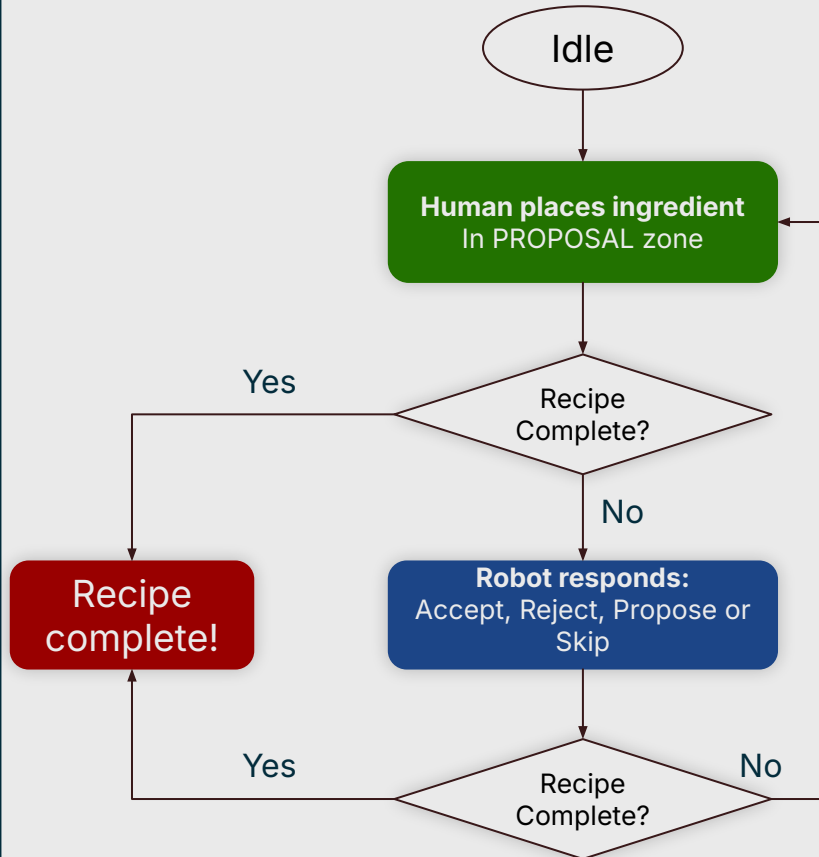 Idle
Human places ingredient
In PROPOSAL zone
Yes
Recipe
Complete?
No
Recipe
complete!
Robot responds:
Accept, Reject, Propose or
Skip
Yes
Recipe
Complete?
No